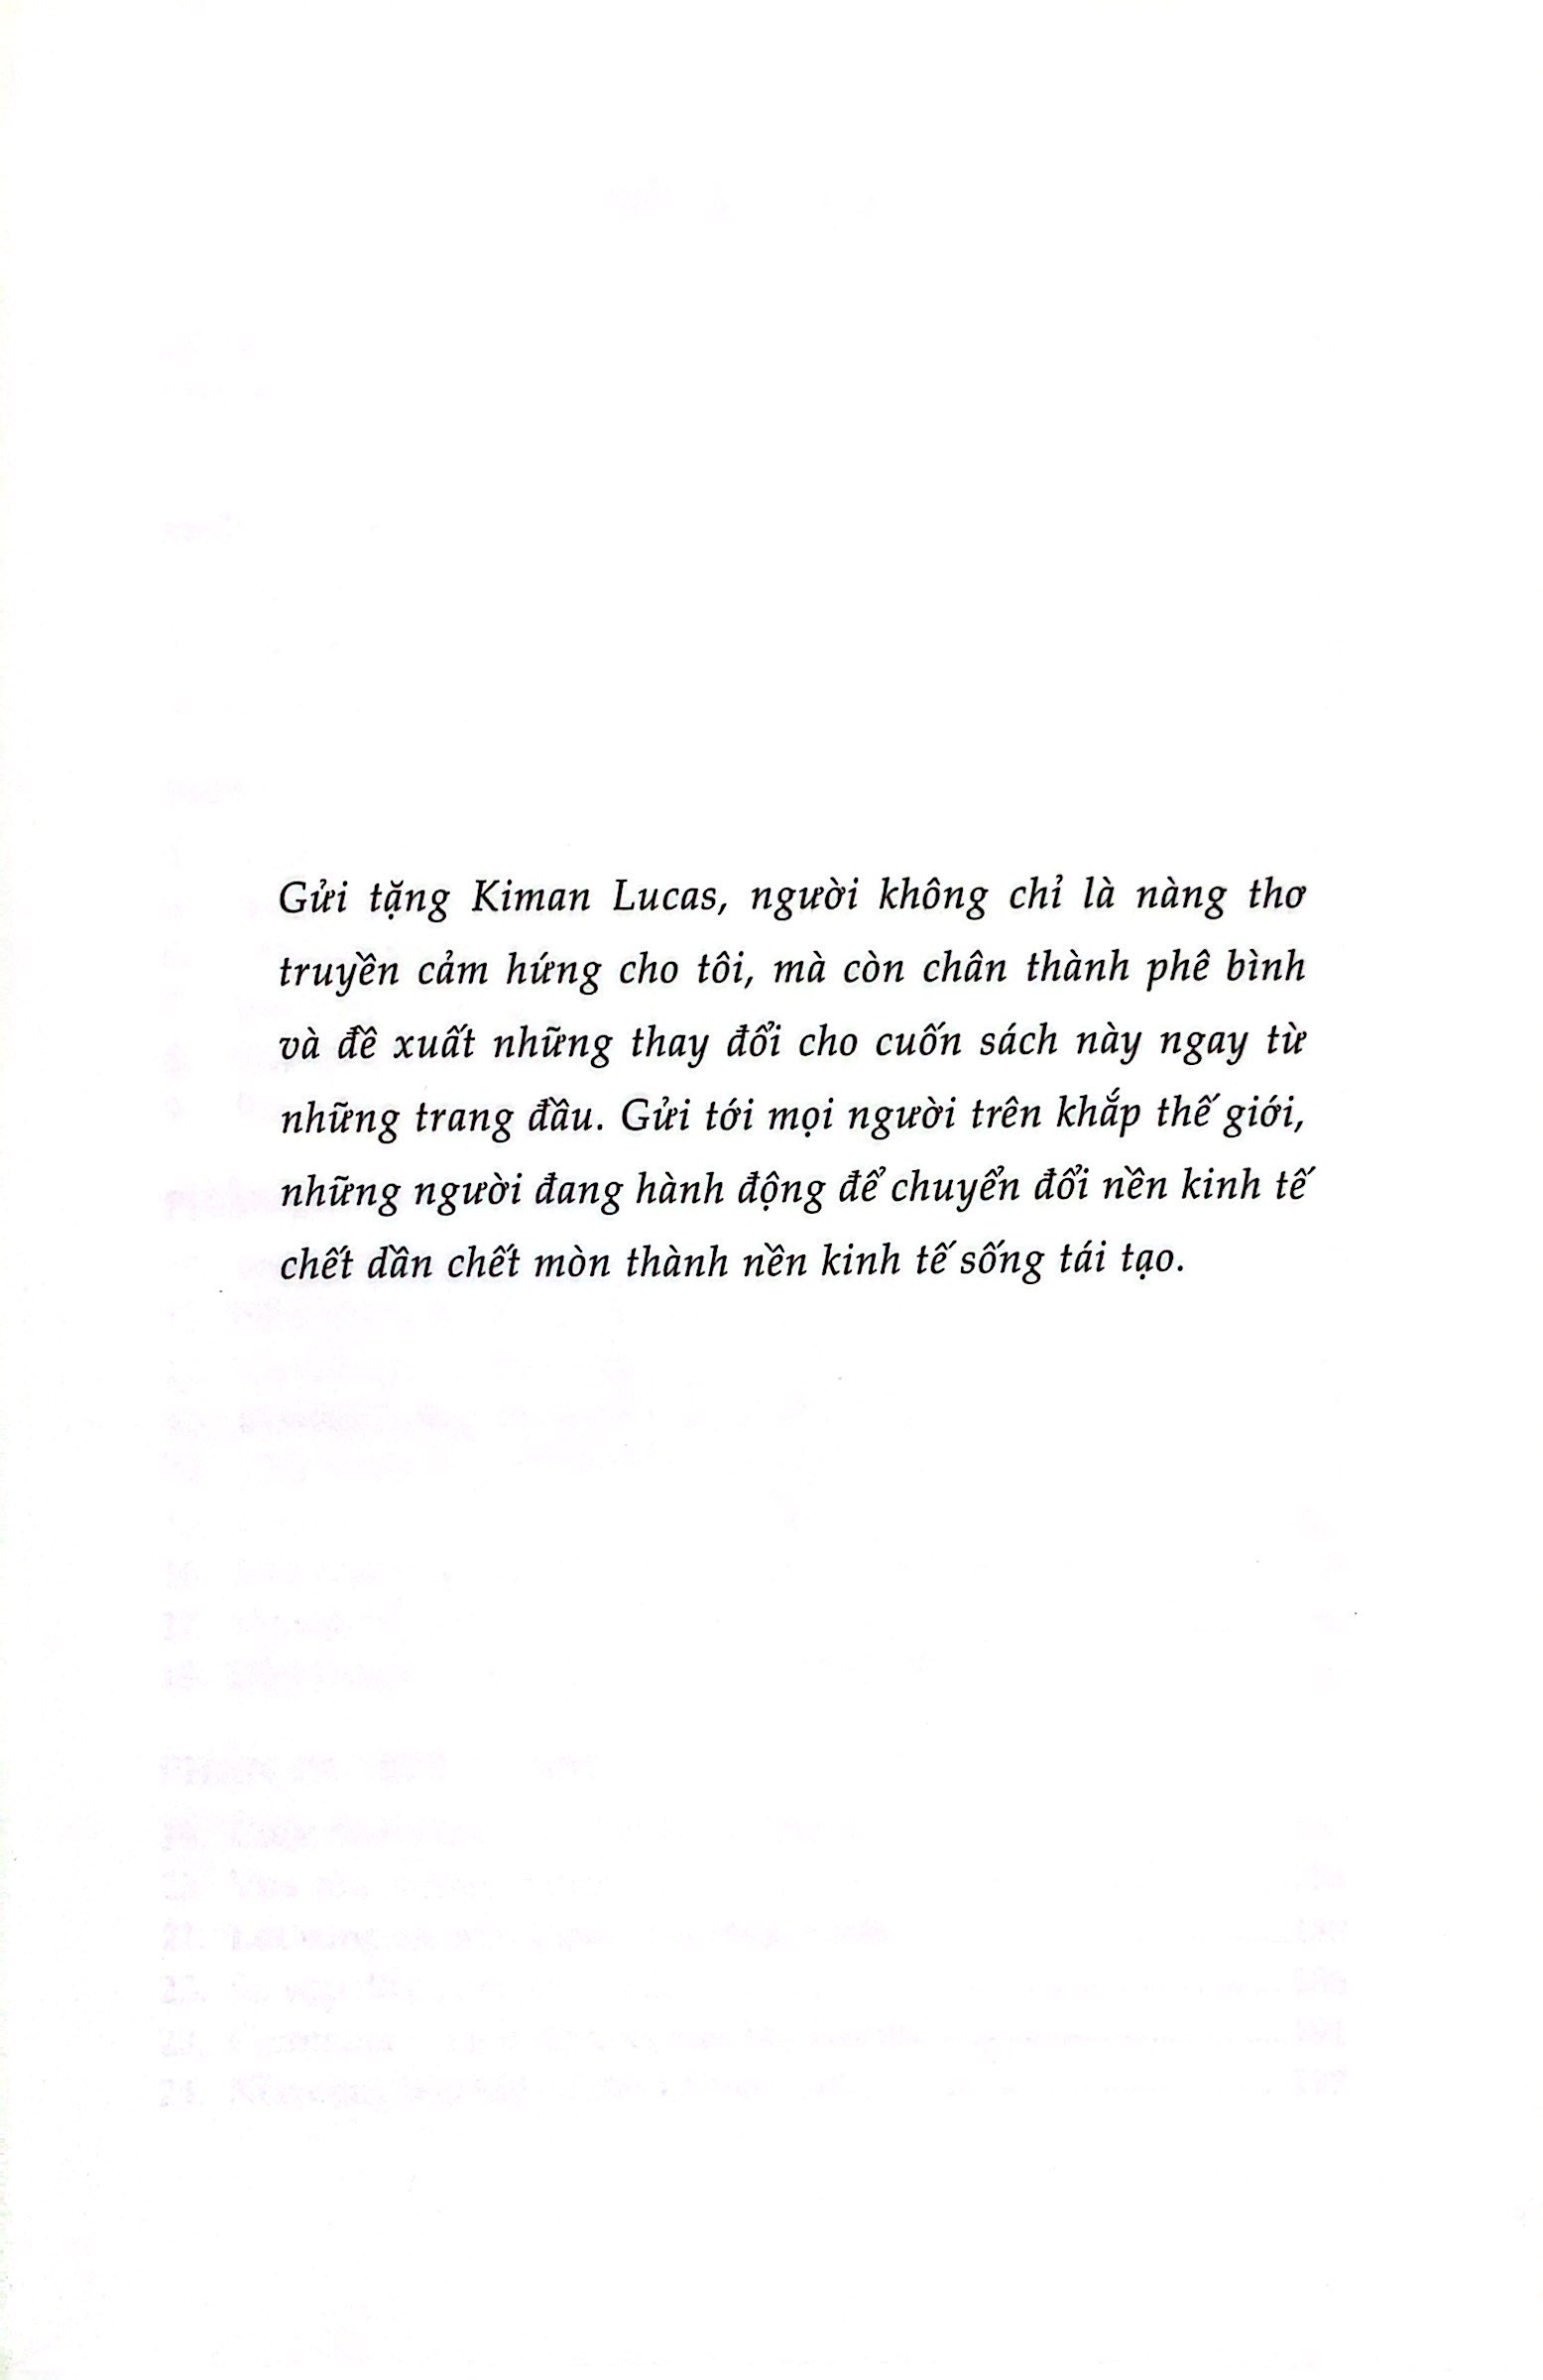 Gửi tặng Kiman Lucas, người không chỉ là nàng thơ
truyền cảm hứng cho tôi, mà còn chân thành phê bình
và đề xuất những thay đổi cho cuốn sách này ngay từ
những trang đầu. Gửi tới mọi người trên khắp thế giới,
những người đang hành động để chuyển đổi nền kinh tế
chết dần chết mòn thành nền kinh tế sống tái tạo.